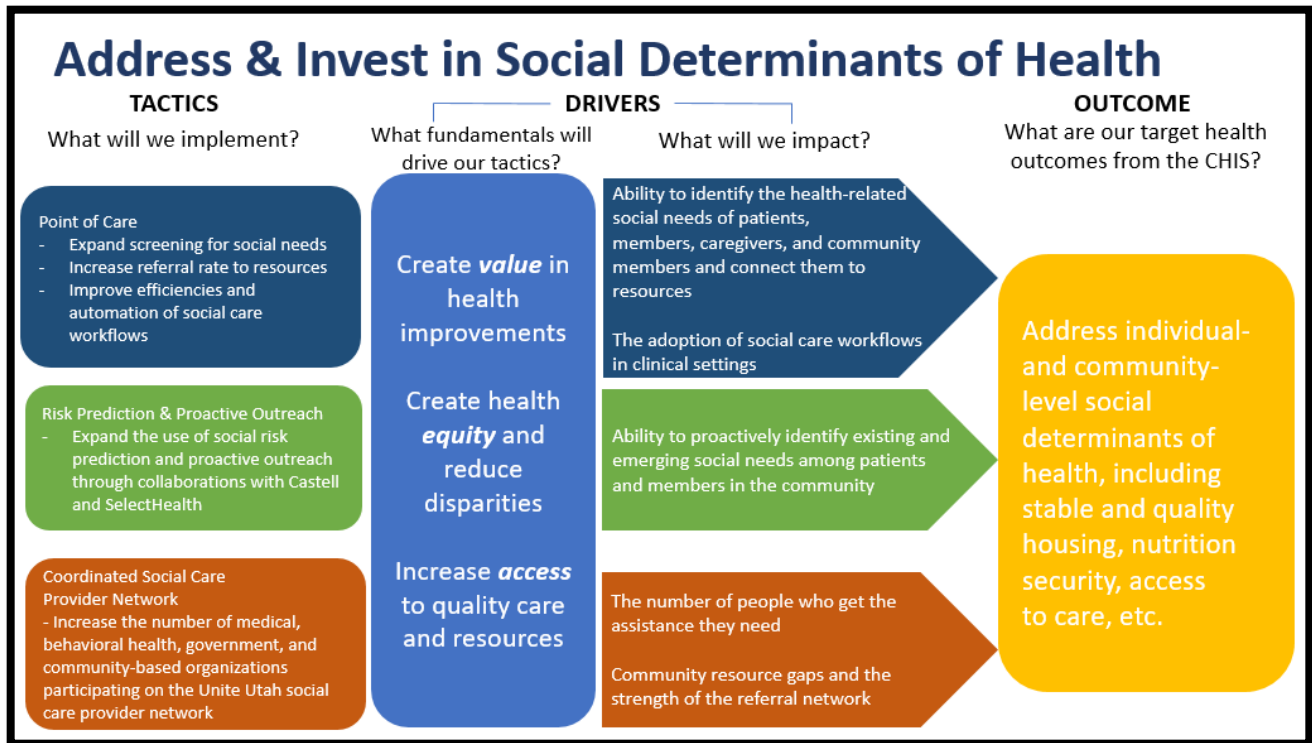 Address & Invest in Social Determinants of Health
TACTICS
What will we implement?
DRIVERS
What fundamentals will
drive our tactics?
What will we impact?
OUTCOME
What are our target health
outcomes from the CHIS?
Point of Care
- Expand screening for social needs
- Increase referral rate to resources
- Improve efficiencies and
automation of social care
workflows
Risk Prediction & Proactive Outreach
- Expand the use of social risk
prediction and proactive outreach
through collaborations with Castell
and SelectHealth
Coordinated Social Care
Provider Network
- Increase the number of medical,
behavioral health, government, and
community-based organizations
participating on the Unite Utah social
care provider network
Create value in
health
improvements
Create health
equity and
reduce
disparities
Increase access
to quality care
and resources
Ability to identify the health-related
social needs of patients,
members, caregivers, and community
members and connect them to
resources
The adoption of social care workflows
in clinical settings
Ability to proactively identify existing and
emerging social needs among patients
and members in the community
The number of people who get the
assistance they need
Community resource gaps and the
strength of the referral network
Address individual-
and community-
level social
determinants of
health, including
stable and quality
housing, nutrition
security, access
to care, etc.